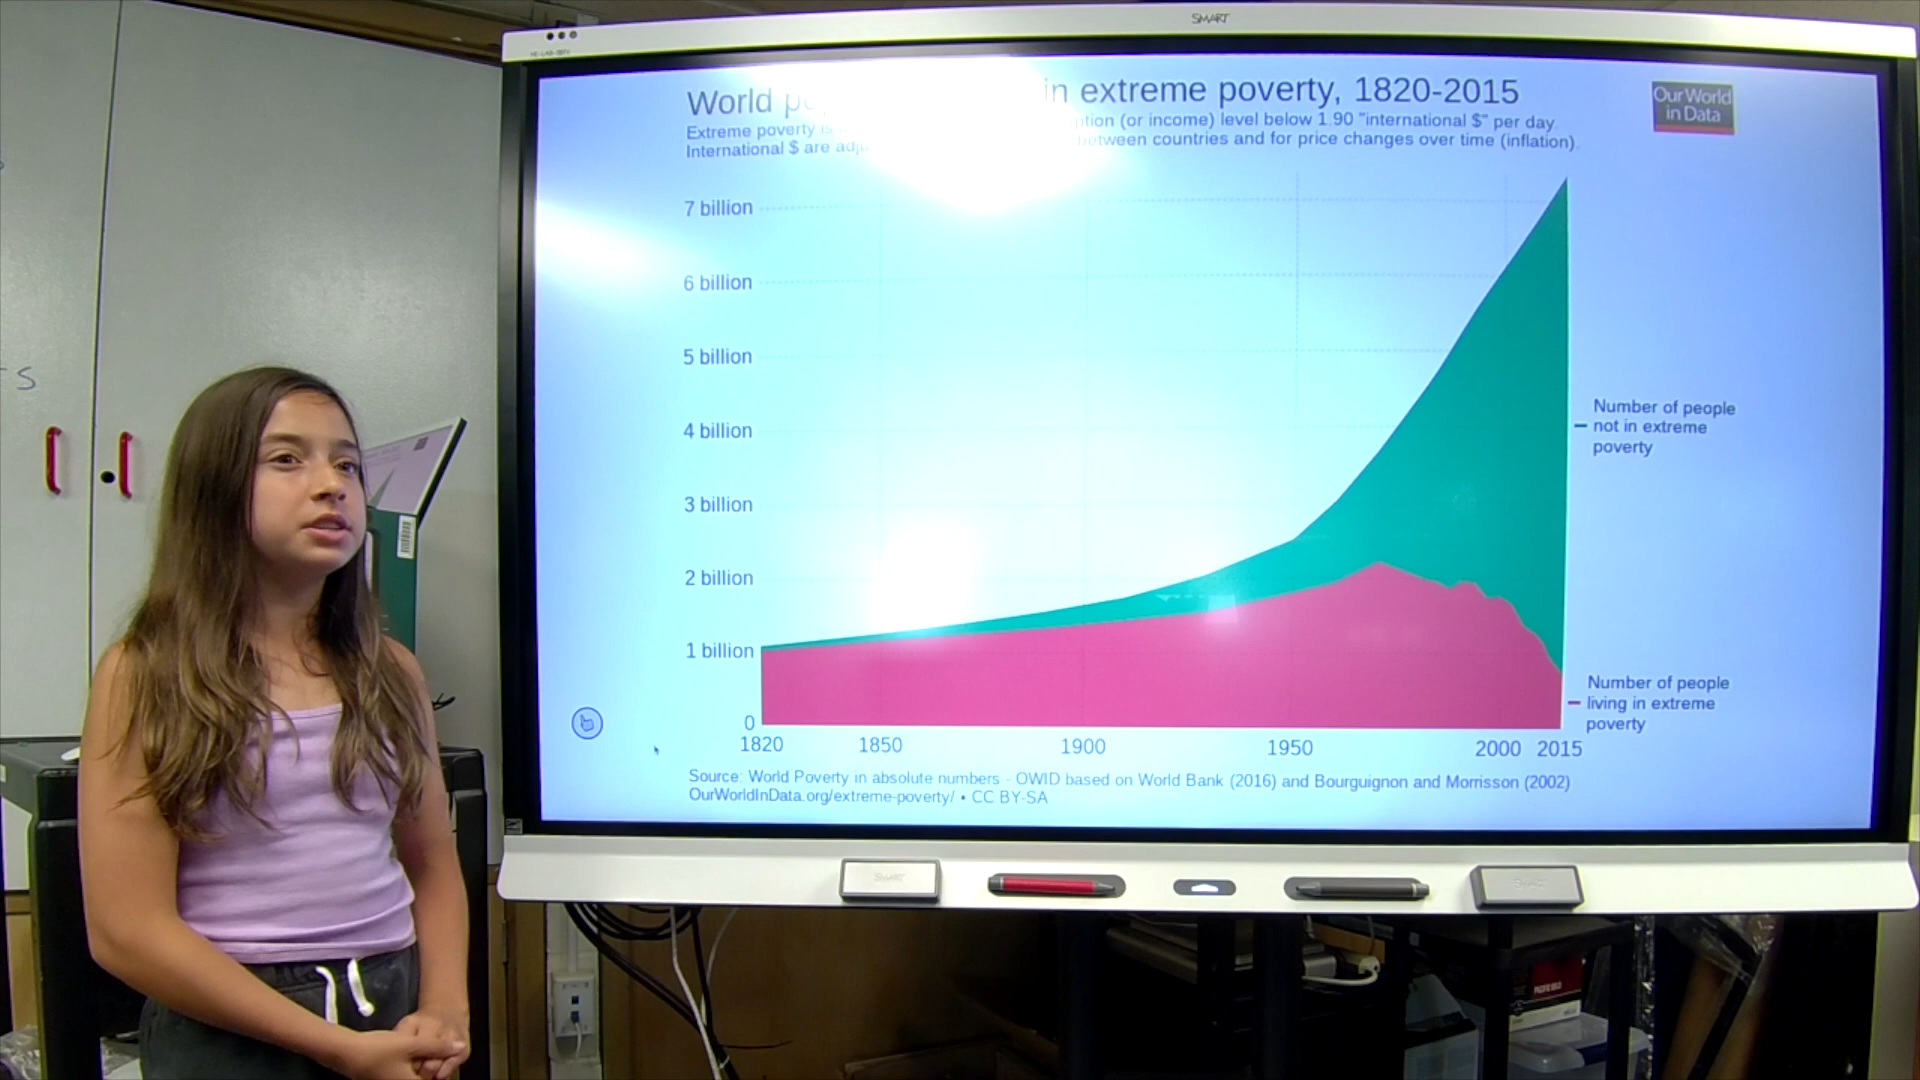 SMART
World in extreme poverty, 1820-2015
Extreme poverty is (or income) level below 1.90 "international $" per day.
International $ are between countries and for price changes over time (inflation).
Our World
in Data
7 billion
6 billion
5 billion
4 billion
3 billion
2 billion
1 billion
0
1820 1850 1900 1950 2000 2015
Number of people
not in extreme
poverty
Number of people
living in extreme
poverty
Source: World Poverty in absolute numbers - OWID based on World Bank (2016) and Bourguignon and Morrisson (2002)
OurWorldInData.org/extreme-poverty/ • CC BY-SA
SMART
SMART